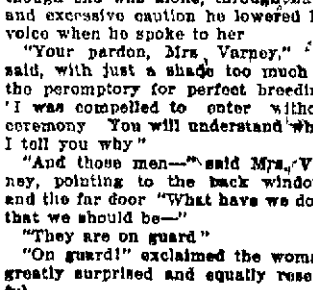 though she was alone, through
and excessive caution he lowered
voice when he spoke to her
"Your pardon, Mrs Varney,"
said, with just a shade too much
the peremptory for perfect breedi
'I was compelled to enter witho
ceremony You will understand wh
I tell you why"
"And those men—" said Mrs, V
ney, pointing to the back windo
and the far door "What have we do
that we should be—"
"They are on guard"
"On guard!" exclaimed the woma
greatly surprised and equally rese
ful